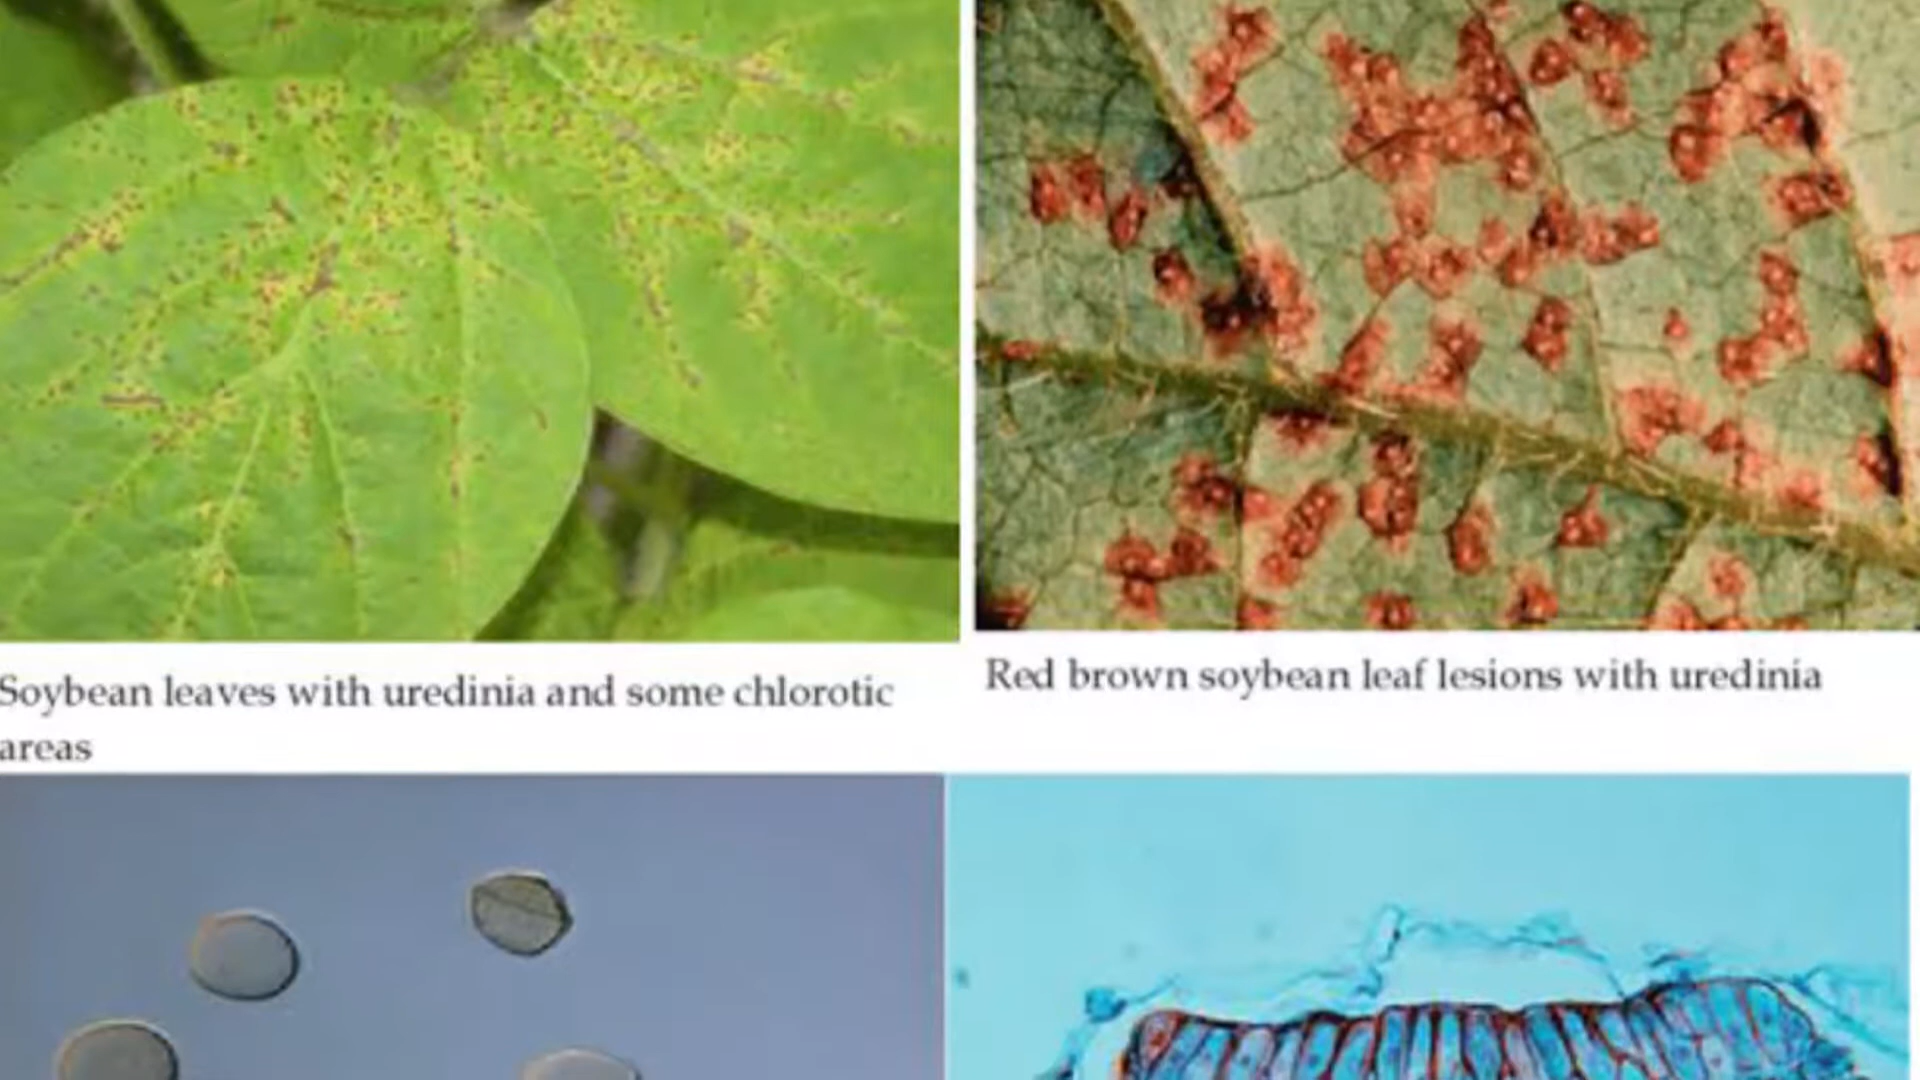 Soybean leaves with uredinia and some chlorotic
areas
Red brown soybean leaf lesions with uredinia